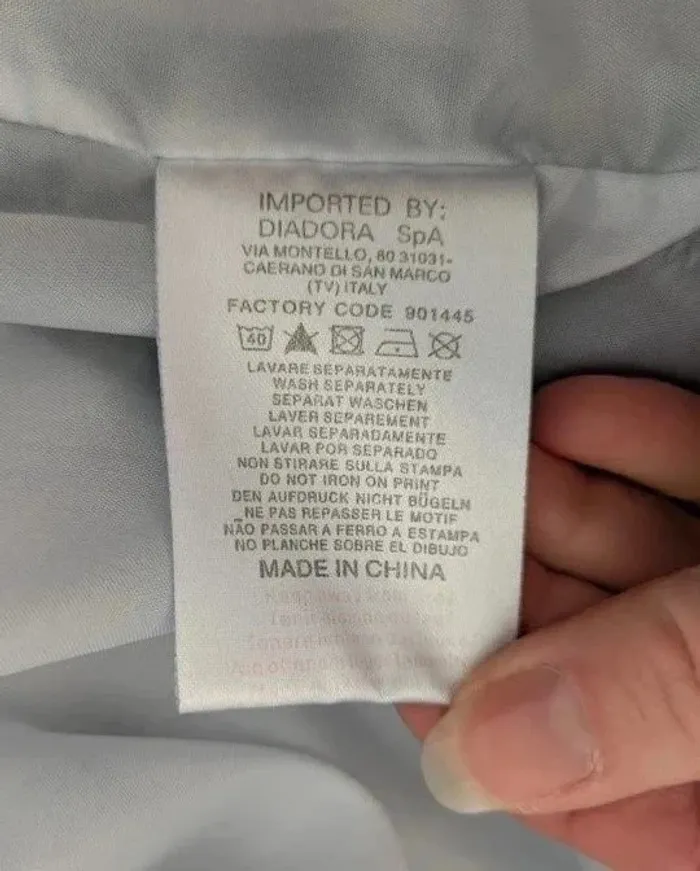 IMPORTED BY:
DIADORA SpA
VIA MONTELLO, 80 31031-
CAERANO DI SAN MARCO
(TV) ITALY
FACTORY CODE 901445
40
LAVARE SEPARATAMENTE
WASH SEPARATELY
SEPARAT WASCHEN
LAVER SEPAREMENT
LAVAR SEPARADAMENTE
LAVAR POR SEPARADO
NON STIRARE SULLA STAMPA
DO NOT IRON ON PRINT
DEN AUFDRUCK NICHT BÜGELN
NE PAS REPASSER LE MOTIF
NÃO PASSAR A FERRO A ESTAMPA
NO PLANCHE SOBRE EL DIBUJO
MADE IN CHINA